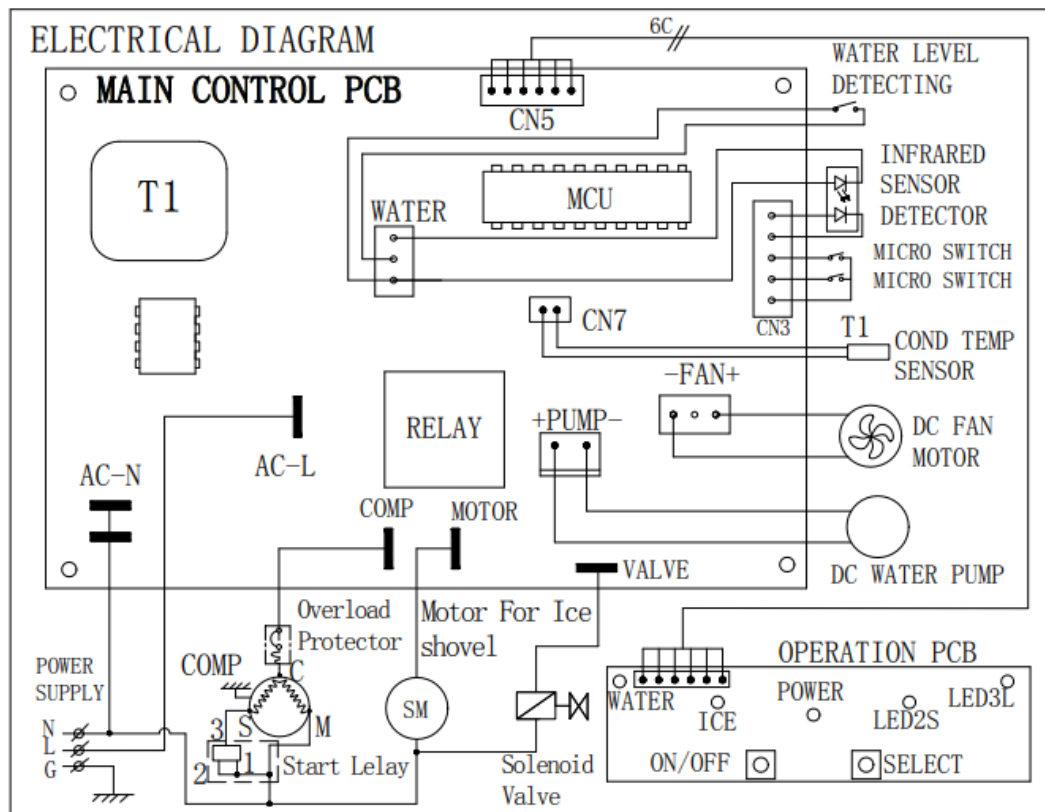 ELECTRICAL DIAGRAM
6C
WATER LEVEL
DETECTING
MAIN CONTROL PCB
CN5
T1
MCU
INFRARED
SENSOR
DETECTOR
WATER
MICRO SWITCH
MICRO SWITCH
CN3
CN7
T1
COND TEMP
SENSOR
-FAN+
RELAY
+PUMP-
DC FAN
MOTOR
AC-L
AC-N
COMP
MOTOR
VALVE
DC WATER PUMP
Overload
Protector
Motor For Ice
shovel
POWER
SUPPLY
COMP
C
S
M
3
2
1
Start Lelay
SM
Solenoid
Valve
N
L
G
OPERATION PCB
WATER
ICE
POWER
LED2S
LED3L
ON/OFF
SELECT